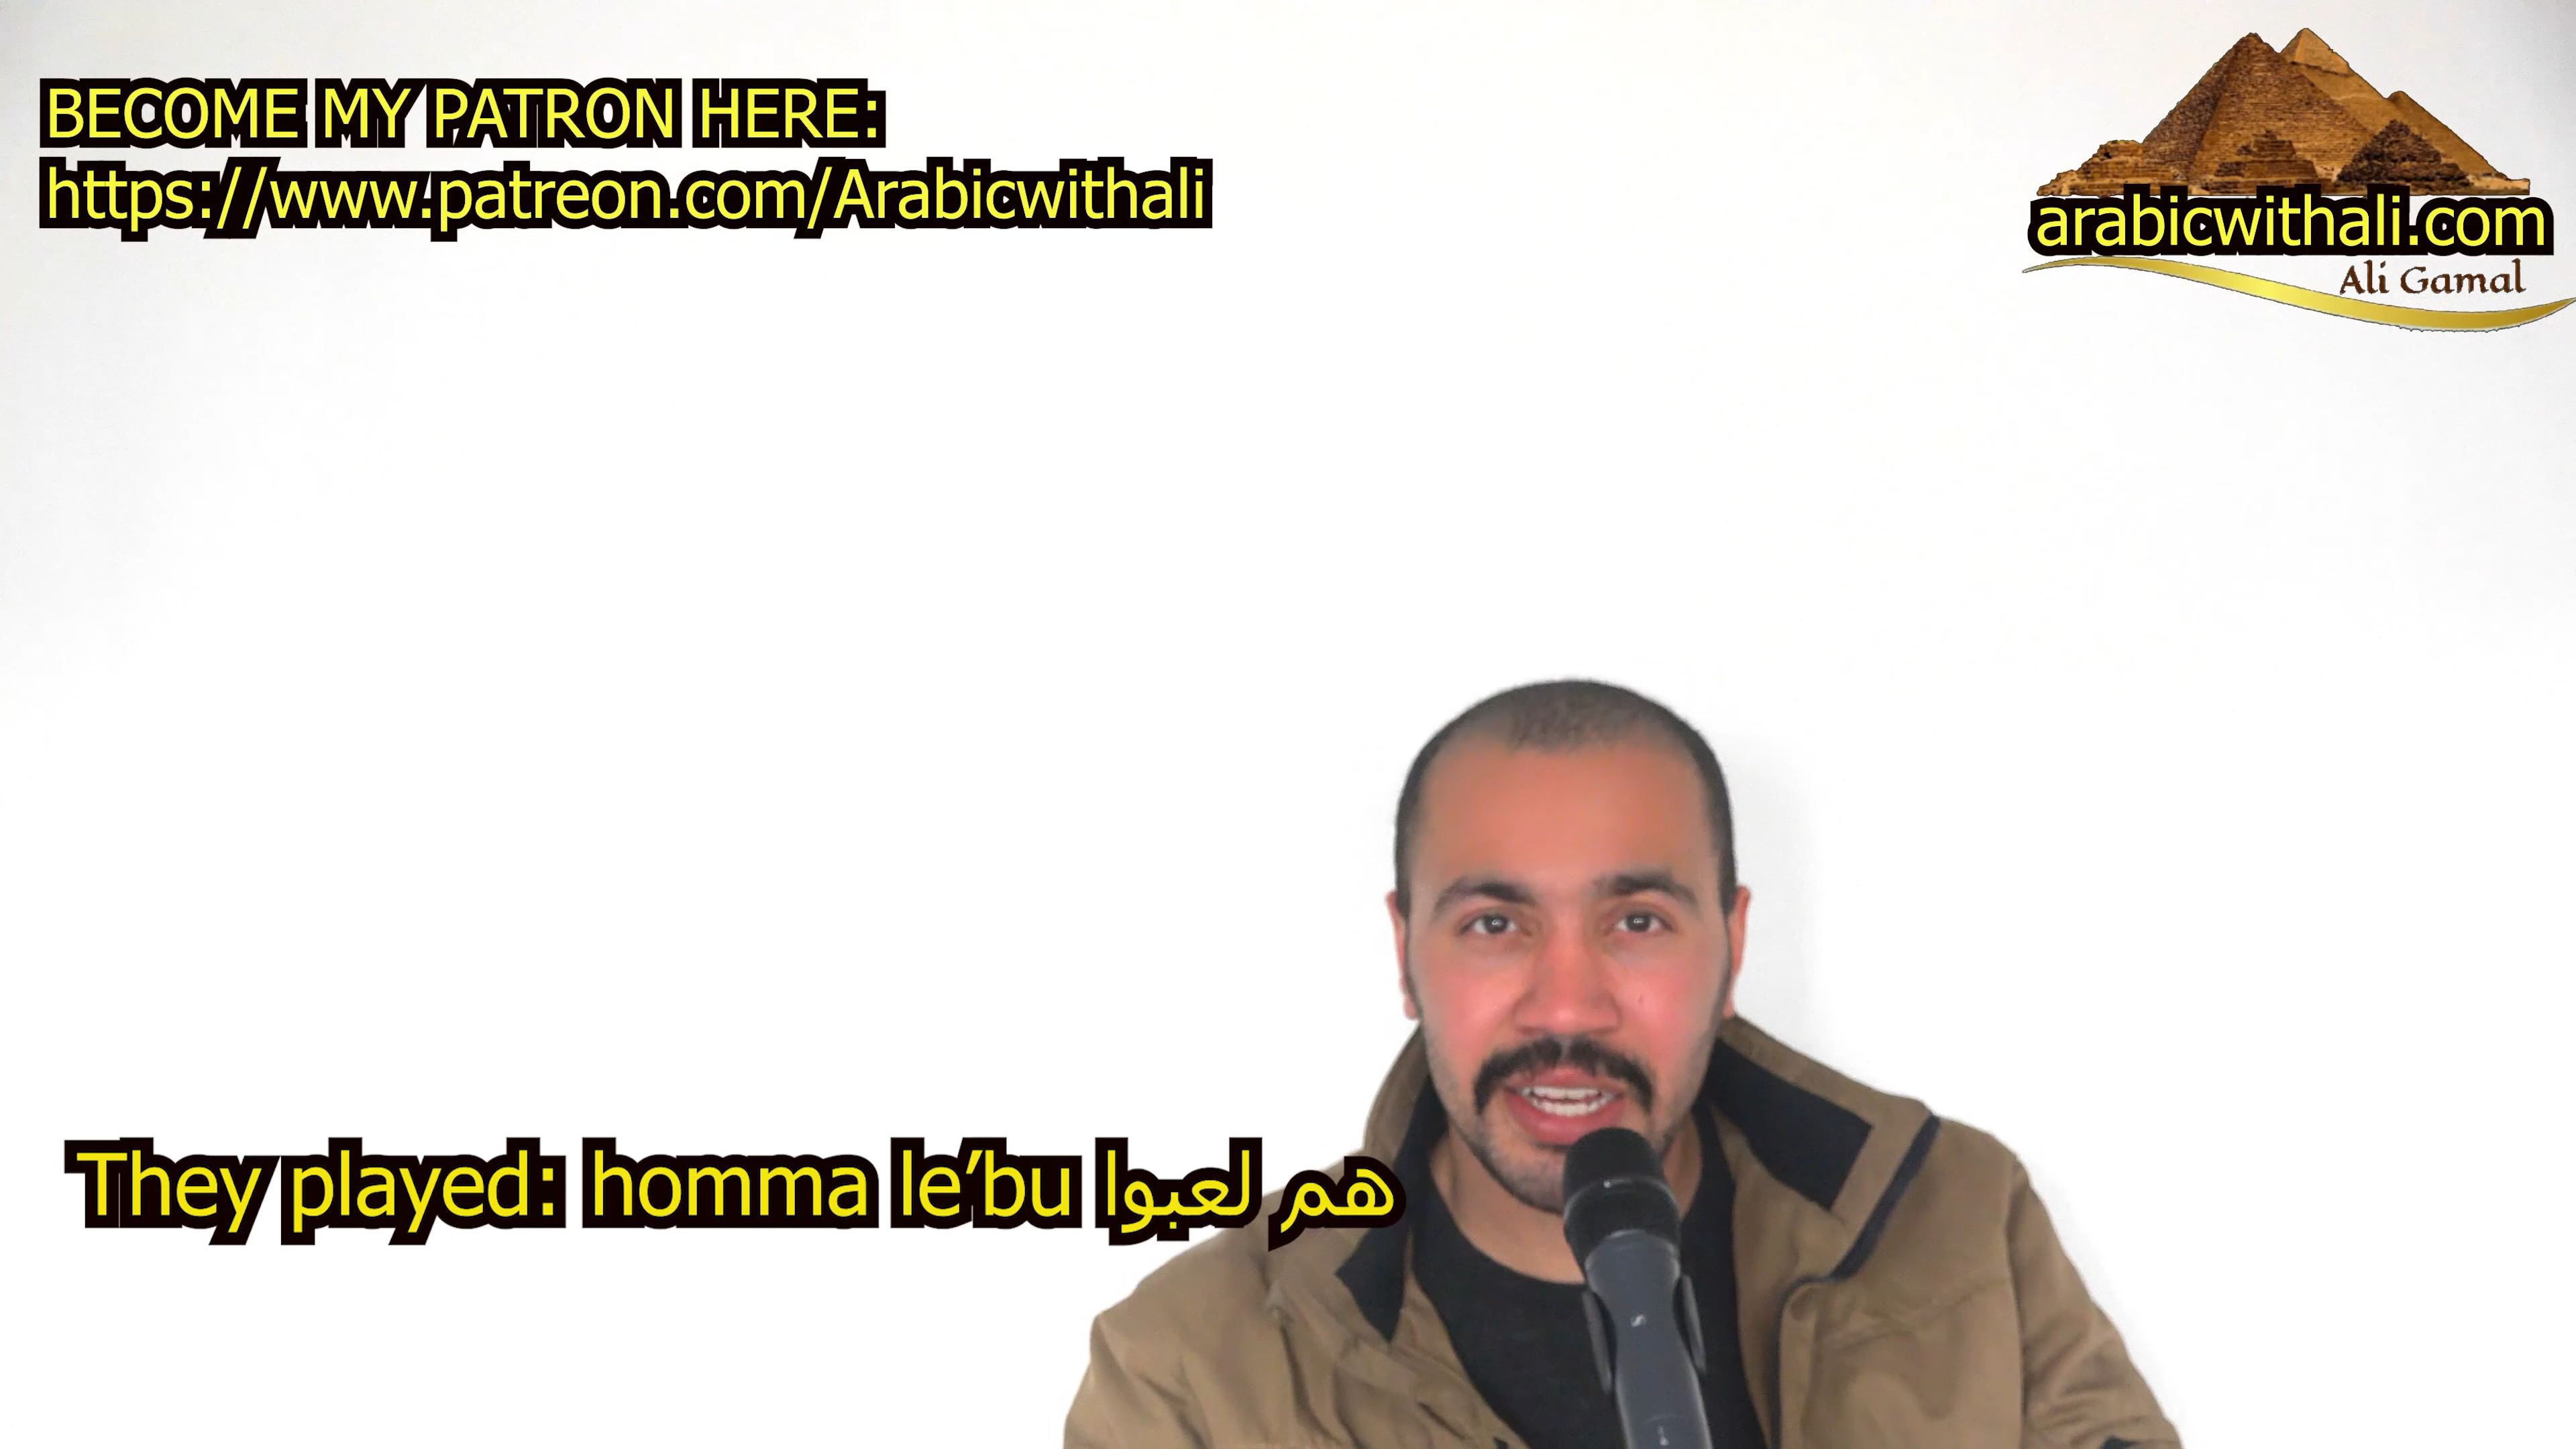 BECOME MY PATRON HERE:
https://www.patreon.com/Arabicwithali
arabicwithali.com
Ali Gamal
They played: homma le’bu هم لعبوا